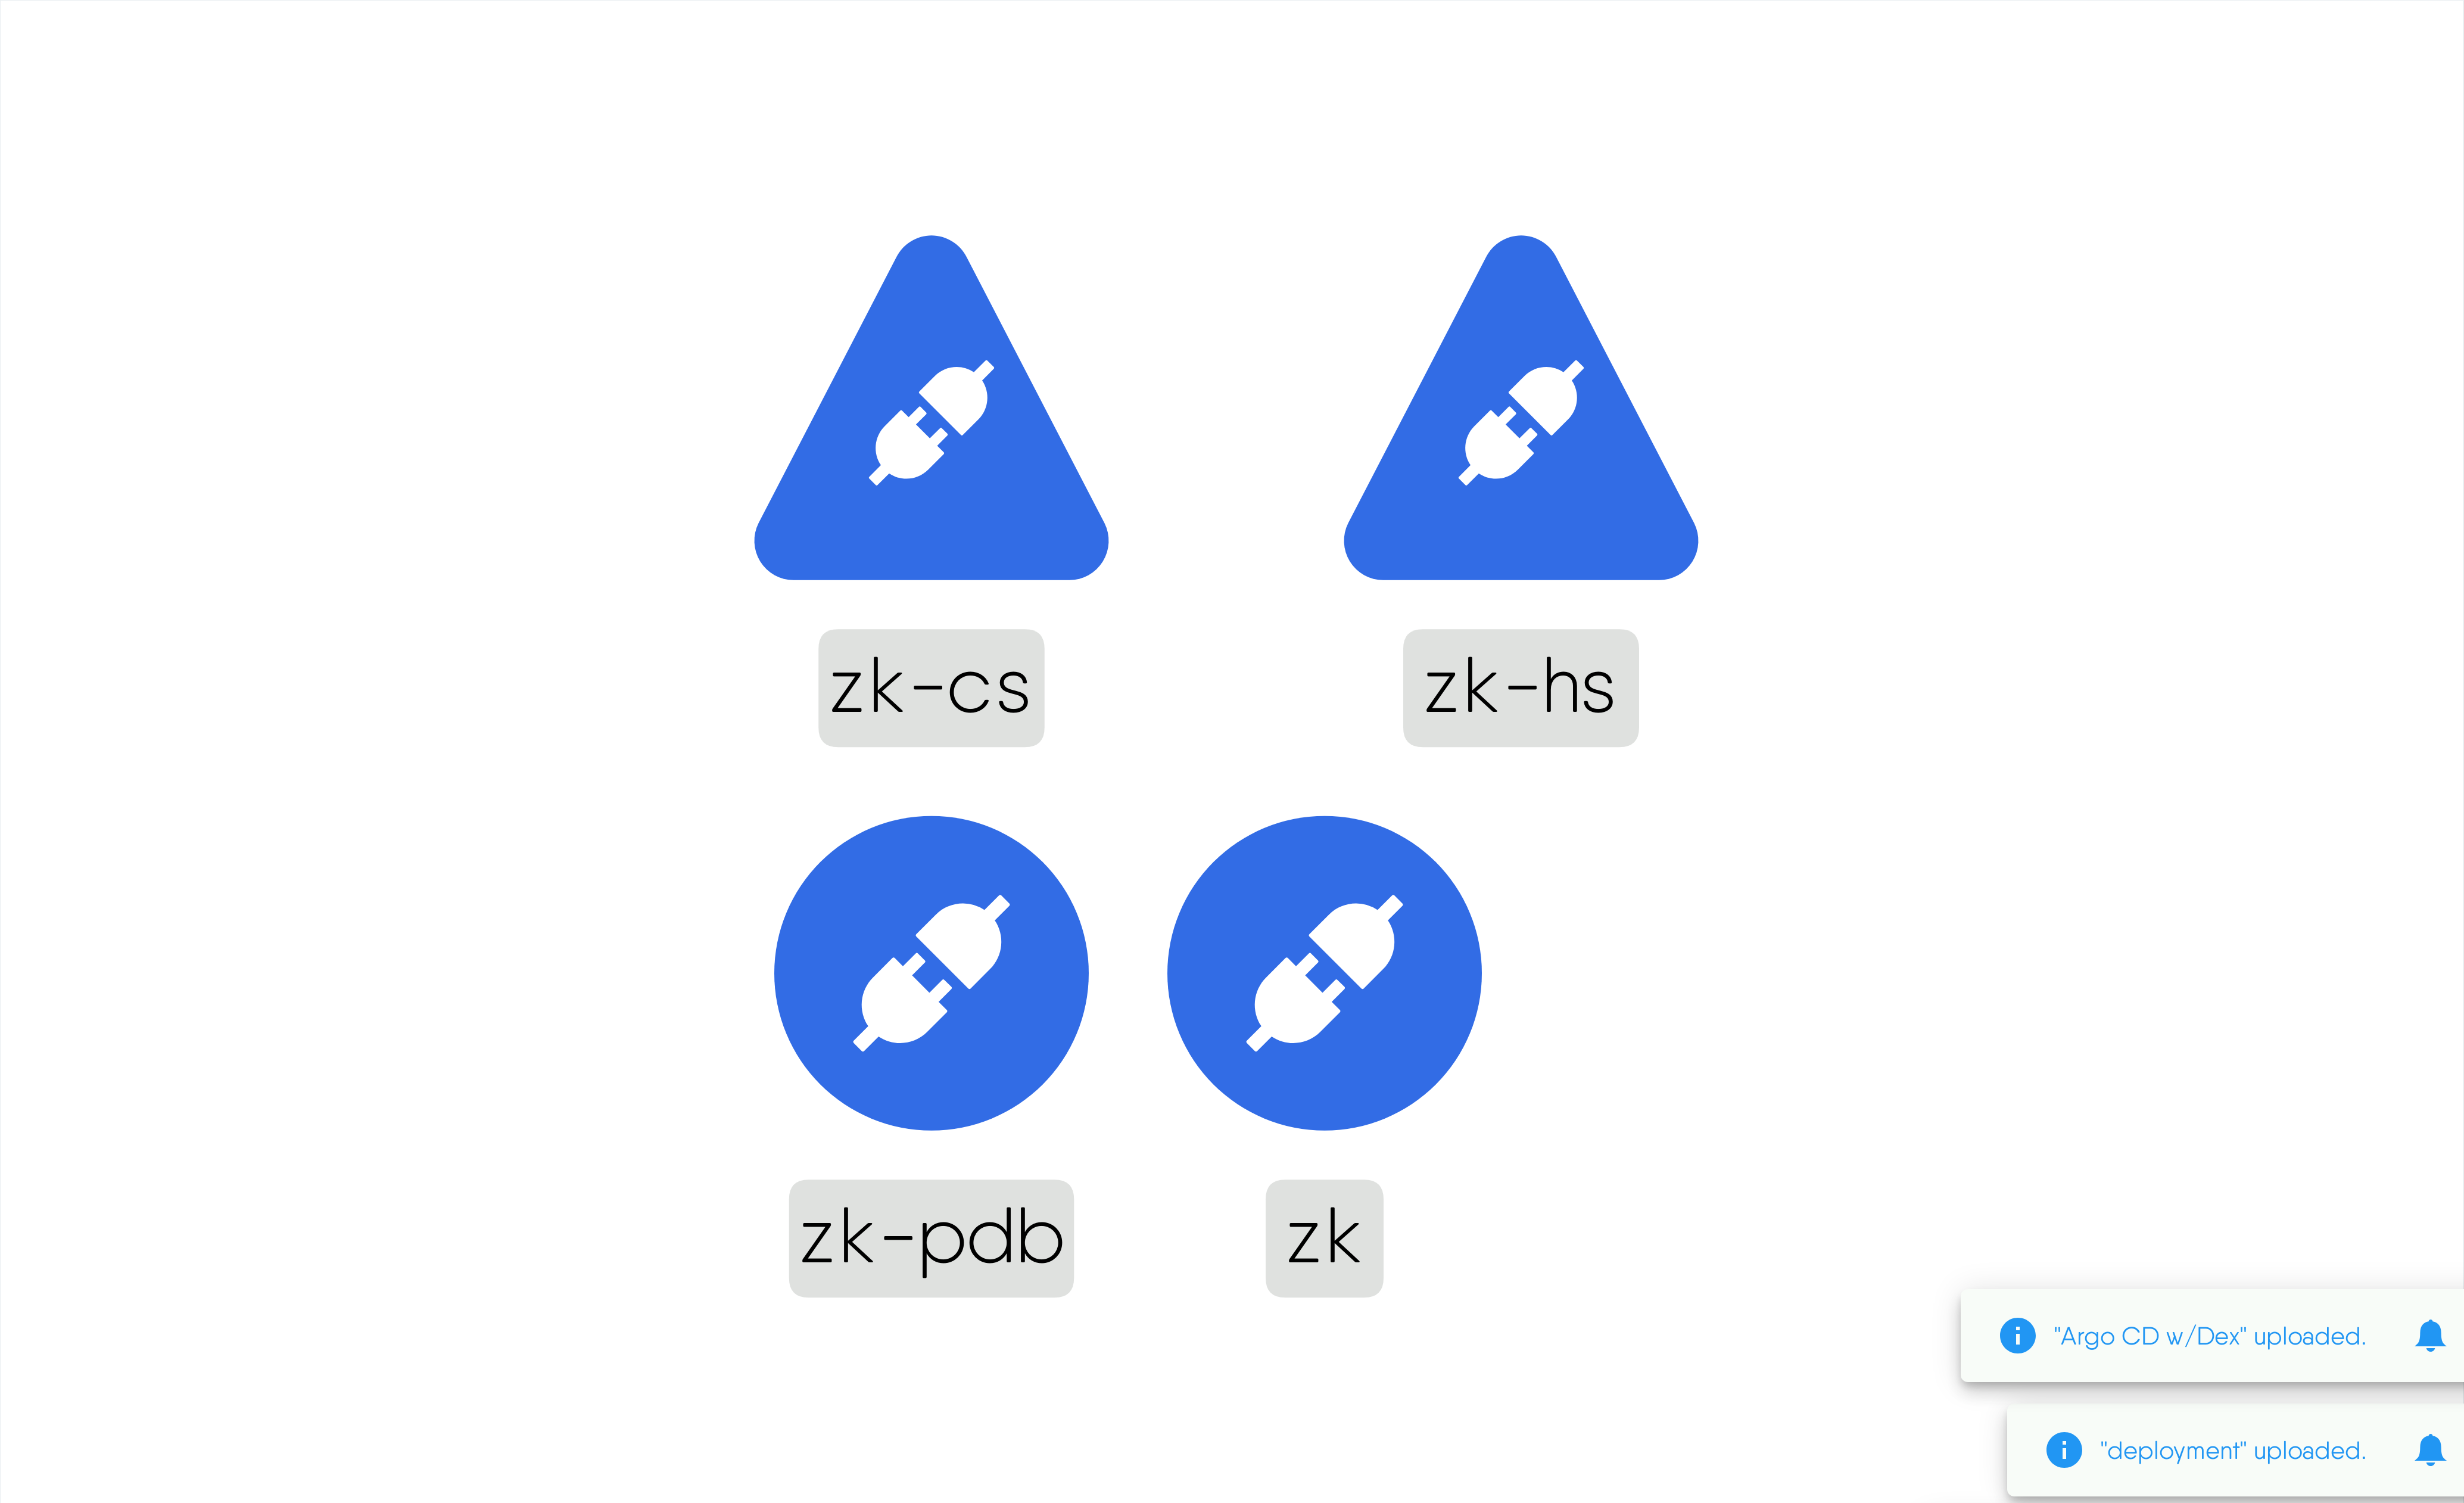 zk-cs
zk-hs
zk-pdb
zk
"Argo CD w/Dex" uploaded.
"deployment" uploaded.